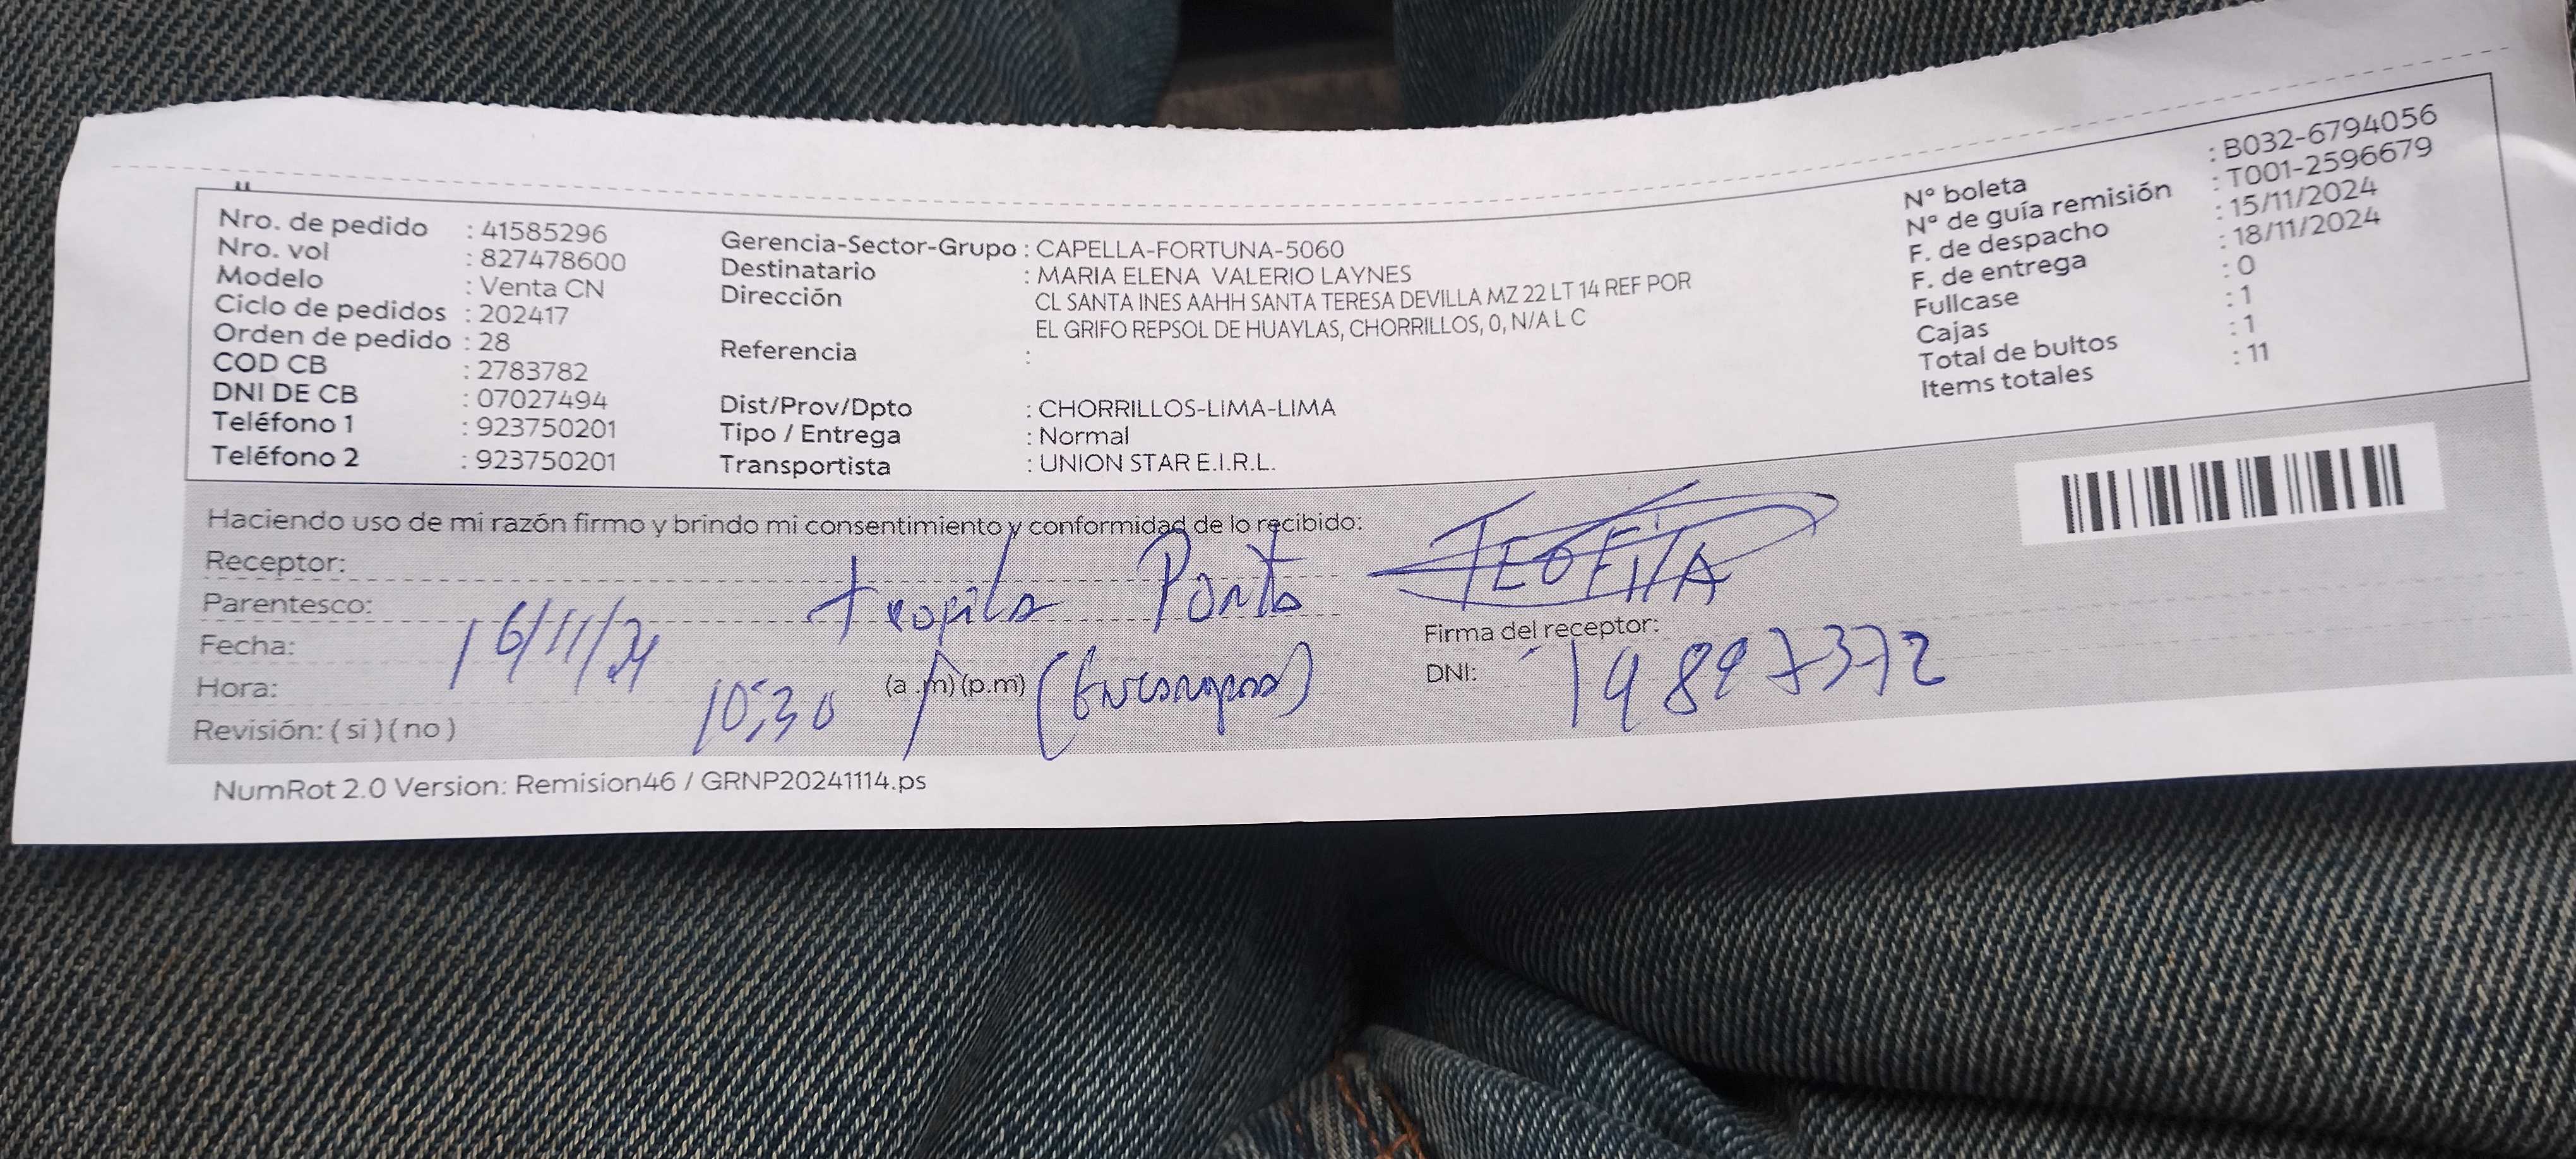 Nro. de pedido : 41585296
Nro. vol : 827478600
Modelo : Venta CN
Ciclo de pedidos : 202417
Orden de pedido : 28
COD CB : 2783782
DNI DE CB : 07027494
Teléfono 1 : 923750201
Teléfono 2 : 923750201
Gerencia-Sector-Grupo : CAPELLA-FORTUNA-5060
Destinatario : MARIA ELENA VALERIO LAYNES
Dirección CL SANTA INES AAHH SANTA TERESA DEVILLA MZ 22 LT 14 REF POR
EL GRIFO REPSOL DE HUAYLAS, CHORRILLOS, 0, N/A L C
Referencia :
Dist/Prov/Dpto : CHORRILLOS-LIMA-LIMA
Tipo / Entrega : Normal
Transportista : UNION STAR E.I.R.L.
N° boleta : B032-6794056
N° de guía remisión : T001-2596679
F. de despacho : 15/11/2024
F. de entrega : 18/11/2024
Fullcase : 0
Cajas : 1
Total de bultos : 1
Items totales : 11
Haciendo uso de mi razón firmo y brindo mi consentimiento y conformidad de lo recibido:
Receptor: teofila
Parentesco:
Fecha: 16/11/24
Hora: 10:30 (a .m) (p.m)
Revisión: ( si ) ( no )
TEOFILA
Firma del receptor:
DNI:
NumRot 2.0 Version: Remision46 / GRNP20241114.ps